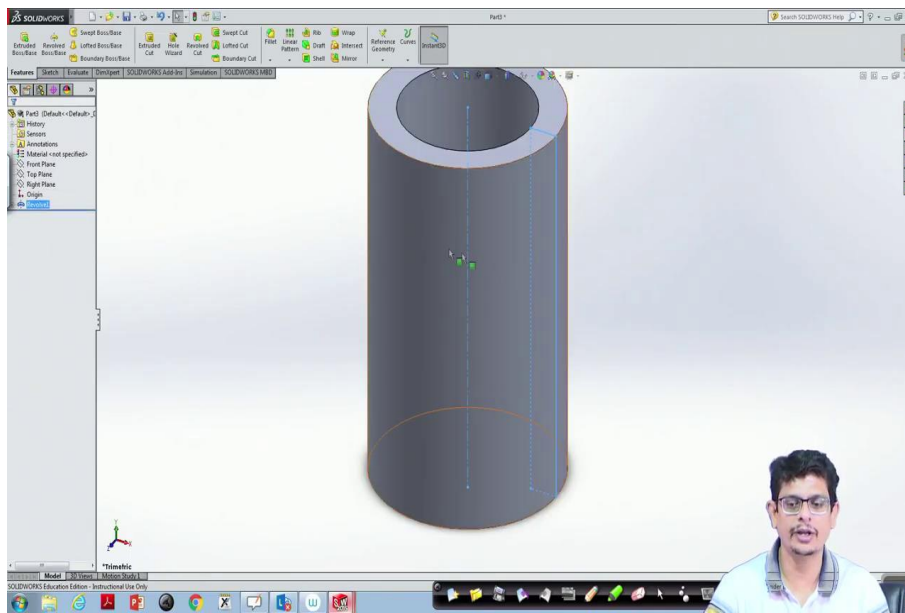 SOLIDWORKS
Part3 *
Search SOLIDWORKS Help
Extruded Boss/Base
Revolved Boss/Base
Swept Boss/Base
Lofted Boss/Base
Boundary Boss/Base
Extruded Cut
Hole Wizard
Revolved Cut
Swept Cut
Lofted Cut
Boundary Cut
Fillet
Linear Pattern
Rib
Draft
Shell
Wrap
Intersect
Mirror
Reference Geometry
Curves
Instant3D
Features Sketch Evaluate DimXpert SOLIDWORKS Add-Ins Simulation SOLIDWORKS MBD
Part3 (Default<<Default>_D
History
Sensors
Annotations
Material <not specified>
Front Plane
Top Plane
Right Plane
Origin
Revolve1
*Trimetric
Model 3D Views Motion Study 1
SOLIDWORKS Education Edition - Instructional Use Only